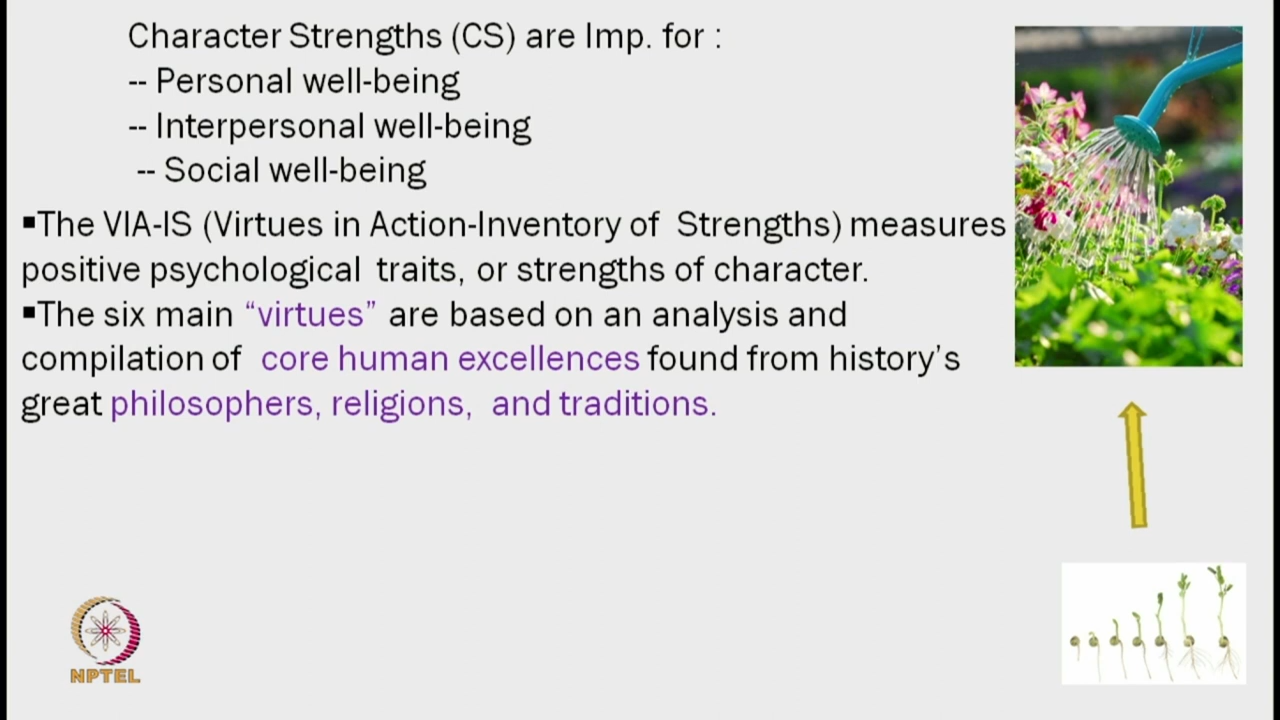 Character Strengths (CS) are Imp. for :
-- Personal well-being
-- Interpersonal well-being
-- Social well-being
▪The VIA-IS (Virtues in Action-Inventory of Strengths) measures
positive psychological traits, or strengths of character.
▪The six main “virtues” are based on an analysis and
compilation of core human excellences found from history’s
great philosophers, religions, and traditions.
NPTEL